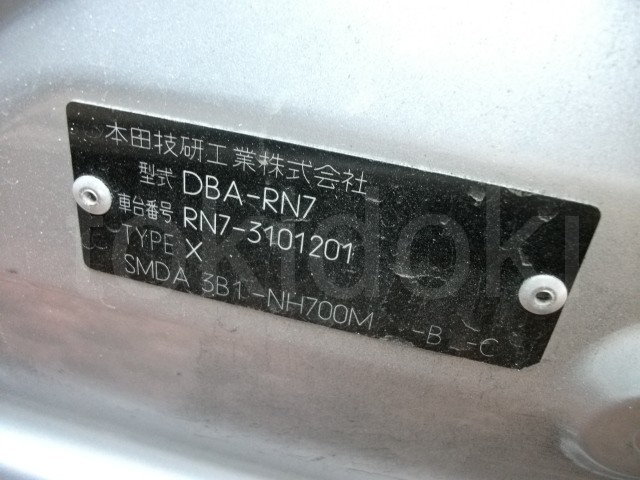 本田技研工業株式会社
型式 DBA-RN7
車台番号 RN7-3101201
TYPE X
SMDA 3B1 -NH700M -B -C